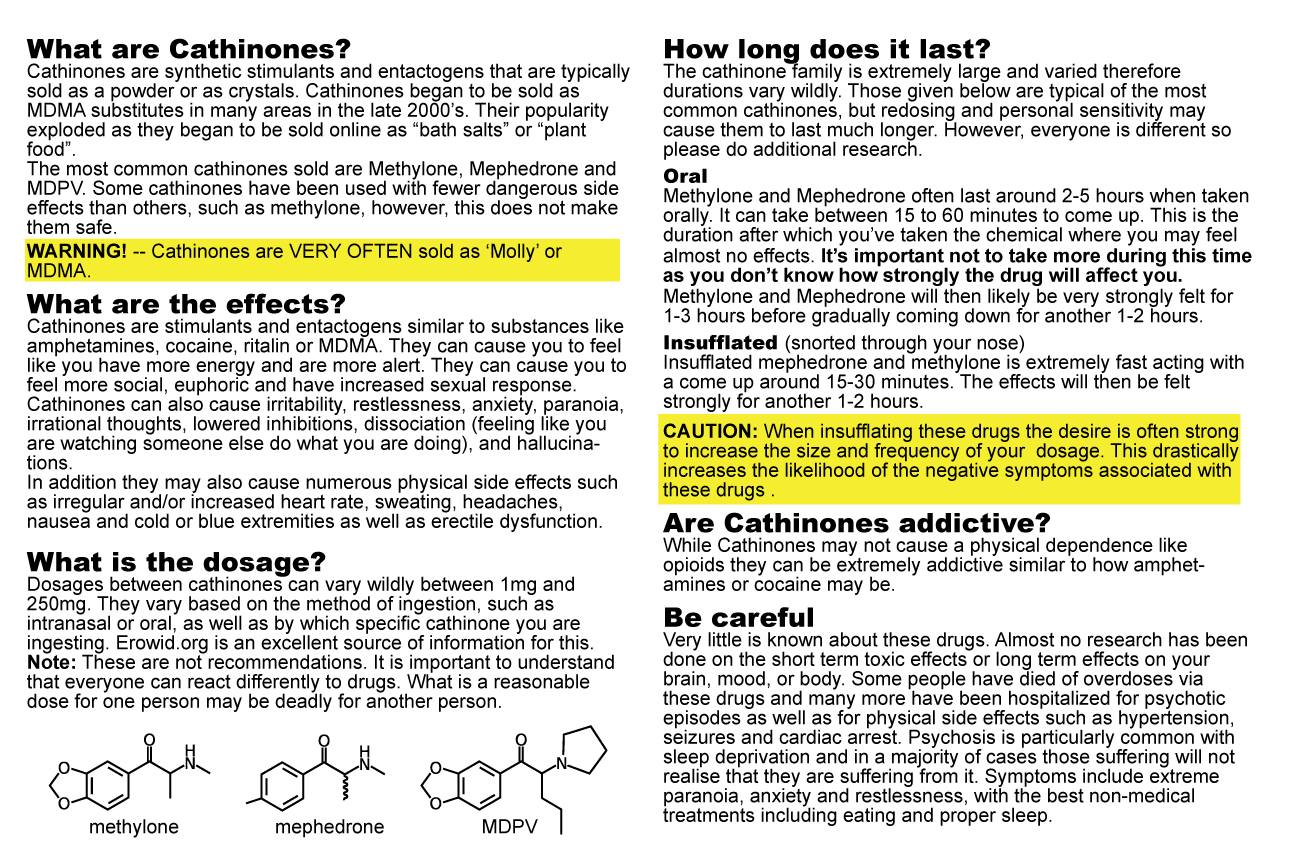 What are Cathinones?
Cathinones are synthetic stimulants and entactogens that are typically
sold as a powder or as crystals. Cathinones began to be sold as
MDMA substitutes in many areas in the late 2000's. Their popularity
exploded as they began to be sold online as “bath salts” or “plant
food”.
The most common cathinones sold are Methylone, Mephedrone and
MDPV. Some cathinones have been used with fewer dangerous side
effects than others, such as methylone, however, this does not make
them safe.
WARNING! -- Cathinones are VERY OFTEN sold as ‘Molly’ or
MDMA.
What are the effects?
Cathinones are stimulants and entactogens similar to substances like
amphetamines, cocaine, ritalin or MDMA. They can cause you to feel
like you have more energy and are more alert. They can cause you to
feel more social, euphoric and have increased sexual response.
Cathinones can also cause irritability, restlessness, anxiety, paranoia,
irrational thoughts, lowered inhibitions, dissociation (feeling like you
are watching someone else do what you are doing), and hallucina-
tions.
In addition they may also cause numerous physical side effects such
as irregular and/or increased heart rate, sweating, headaches,
nausea and cold or blue extremities as well as erectile dysfunction.
What is the dosage?
Dosages between cathinones can vary wildly between 1mg and
250mg. They vary based on the method of ingestion, such as
intranasal or oral, as well as by which specific cathinone you are
ingesting. Erowid.org is an excellent source of information for this.
Note: These are not recommendations. It is important to understand
that everyone can react differently to drugs. What is a reasonable
dose for one person may be deadly for another person.
O
H
N
O
O
methylone
O
H
N
mephedrone
O
N
O
O
MDPV
How long does it last?
The cathinone family is extremely large and varied therefore
durations vary wildly. Those given below are typical of the most
common cathinones, but redosing and personal sensitivity may
cause them to last much longer. However, everyone is different so
please do additional research.
Oral
Methylone and Mephedrone often last around 2-5 hours when taken
orally. It can take between 15 to 60 minutes to come up. This is the
duration after which you’ve taken the chemical where you may feel
almost no effects. It’s important not to take more during this time
as you don’t know how strongly the drug will affect you.
Methylone and Mephedrone will then likely be very strongly felt for
1-3 hours before gradually coming down for another 1-2 hours.
Insufflated (snorted through your nose)
Insufflated mephedrone and methylone is extremely fast acting with
a come up around 15-30 minutes. The effects will then be felt
strongly for another 1-2 hours.
CAUTION: When insufflating these drugs the desire is often strong
to increase the size and frequency of your  dosage. This drastically
increases the likelihood of the negative symptoms associated with
these drugs .
Are Cathinones addictive?
While Cathinones may not cause a physical dependence like
opioids they can be extremely addictive similar to how amphet-
amines or cocaine may be.
Be careful
Very little is known about these drugs. Almost no research has been
done on the short term toxic effects or long term effects on your
brain, mood, or body. Some people have died of overdoses via
these drugs and many more have been hospitalized for psychotic
episodes as well as for physical side effects such as hypertension,
seizures and cardiac arrest. Psychosis is particularly common with
sleep deprivation and in a majority of cases those suffering will not
realise that they are suffering from it. Symptoms include extreme
paranoia, anxiety and restlessness, with the best non-medical
treatments including eating and proper sleep.